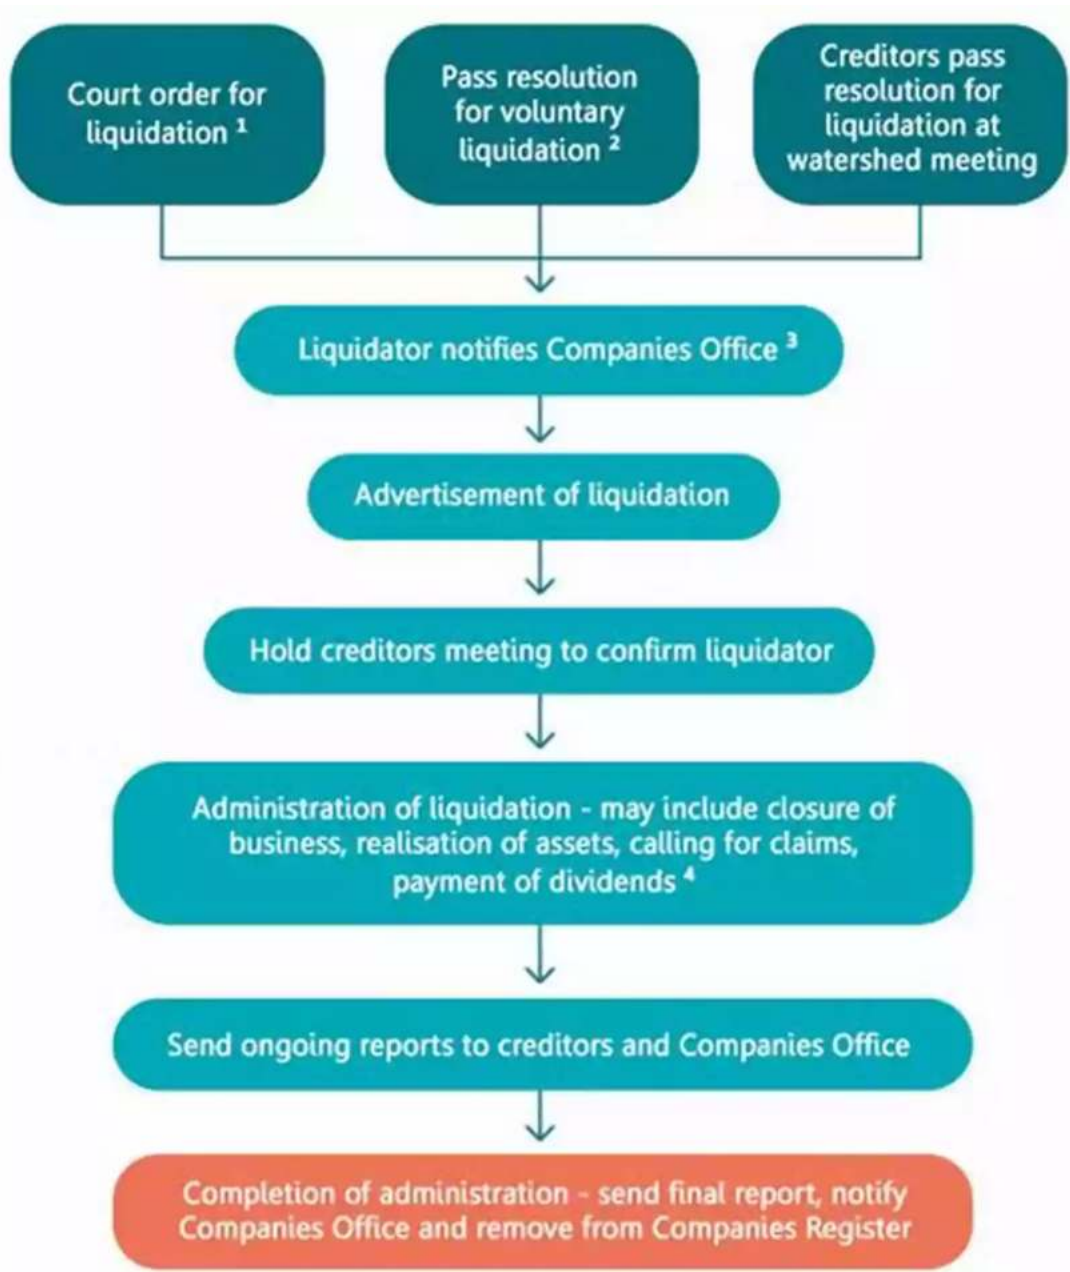 Court order for
liquidation ¹
Pass resolution
for voluntary
liquidation ²
Creditors pass
resolution for
liquidation at
watershed meeting
Liquidator notifies Companies Office ³
Advertisement of liquidation
Hold creditors meeting to confirm liquidator
Administration of liquidation - may include closure of
business, realisation of assets, calling for claims,
payment of dividends ⁴
Send ongoing reports to creditors and Companies Office
Completion of administration - send final report, notify
Companies Office and remove from Companies Register